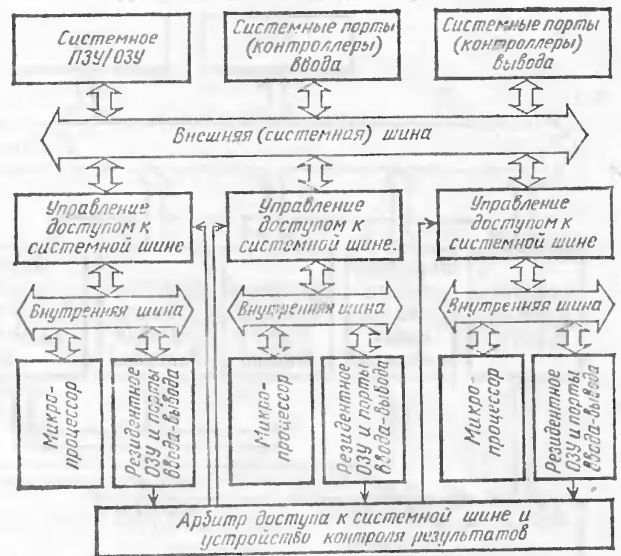 Системное
ПЗУ/ОЗУ
Системные порты
(контроллеры)
ввода
Системные порты
(контроллеры)
вывода
Внешняя (системная) шина
Управление
доступом к
системной шине
Управление
доступом к
системной шине.
Управление
доступом к
системной шине
Внутренняя шина
Внутренняя шина
Внутренняя шина
Микро-
процессор
Резидентное
ОЗУ и порты
ввода-вывода
Микро-
процессор
Резидентное
ОЗУ и порты
ввода-вывода
Микро-
процессор
Резидентное
ОЗУ и порты
ввода-вывода
Арбитр доступа к системной шине и
устройство контроля результатов